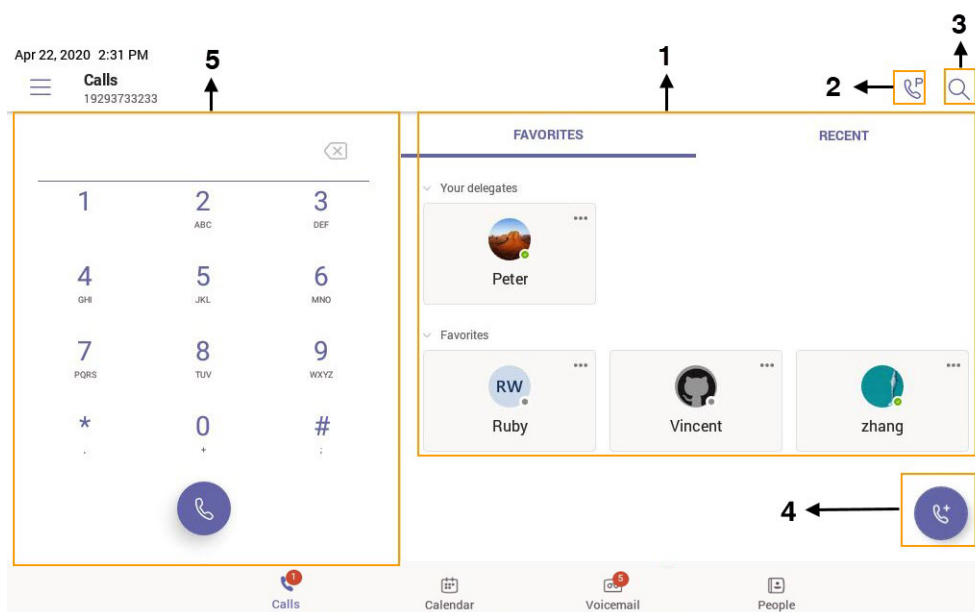 3
Apr 22, 2020 2:31 PM
5
1
Calls
2
P
19293733233
FAVORITES
RECENT
Your delegates
1
2
3
ABC
DEF
Peter
4
5
6
GHI
JKL
MNO
Favorites
7
8
9
PQRS
TUV
WXYZ
RW
Ruby
Vincent
zhang
*
0
#
,
+
;
4
1
5
Calls
Calendar
Voicemail
People